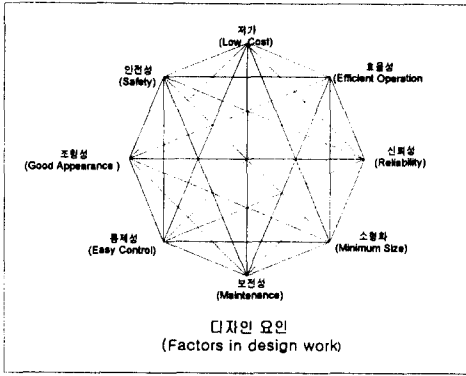 저가
(Low Cost)
안전성
(Safety)
효율성
(Efficient Operation
조형성
(Good Appearance )
신뢰성
(Reliability)
통제성
(Easy Control)
소형화
(Minimum Size)
보전성
(Maintenance)
디자인 요인
(Factors in design work)